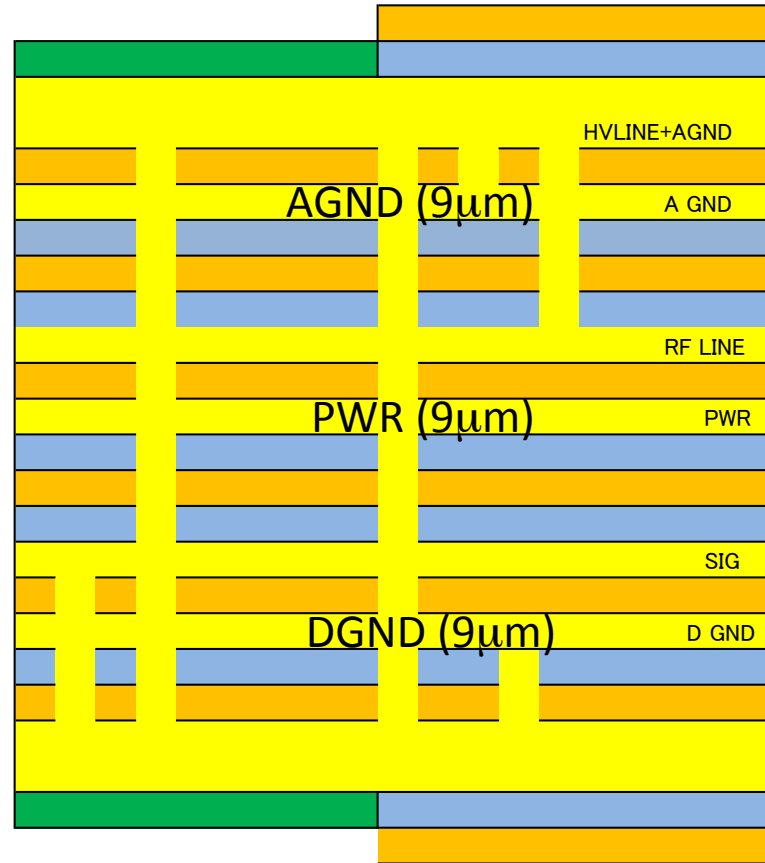 HVLINE+AGND
AGND (9μm)
A GND
RF LINE
PWR (9μm)
PWR
SIG
DGND (9μm)
D GND